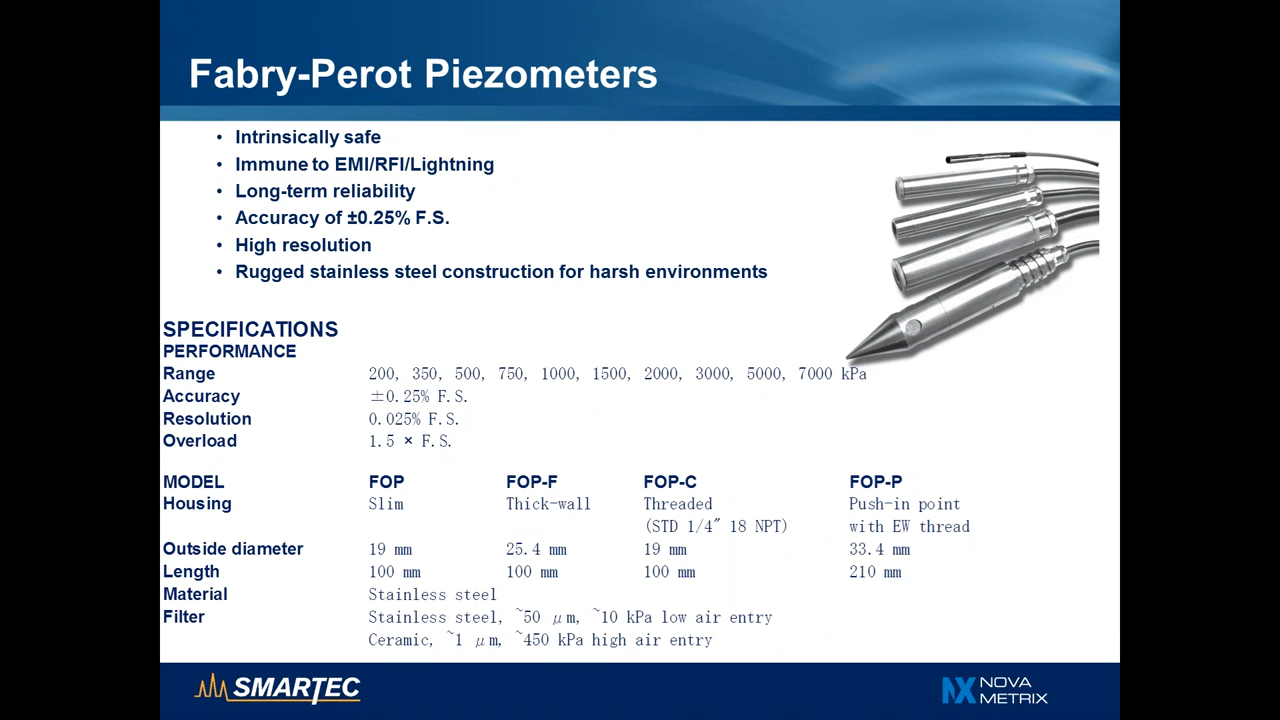 Fabry-Perot Piezometers
• Intrinsically safe
• Immune to EMI/RFI/Lightning
• Long-term reliability
• Accuracy of ±0.25% F.S.
• High resolution
• Rugged stainless steel construction for harsh environments
SPECIFICATIONS
PERFORMANCE
Range 200, 350, 500, 750, 1000, 1500, 2000, 3000, 5000, 7000 kPa
Accuracy ±0.25% F.S.
Resolution 0.025% F.S.
Overload 1.5 × F.S.
MODEL FOP FOP-F FOP-C FOP-P
Housing Slim Thick-wall Threaded Push-in point
(STD 1/4″ 18 NPT) with EW thread
Outside diameter 19 mm 25.4 mm 19 mm 33.4 mm
Length 100 mm 100 mm 100 mm 210 mm
Material Stainless steel
Filter Stainless steel, ~50 μm, ~10 kPa low air entry
Ceramic, ~1 μm, ~450 kPa high air entry
SMARTEC
NOVA
METRIX